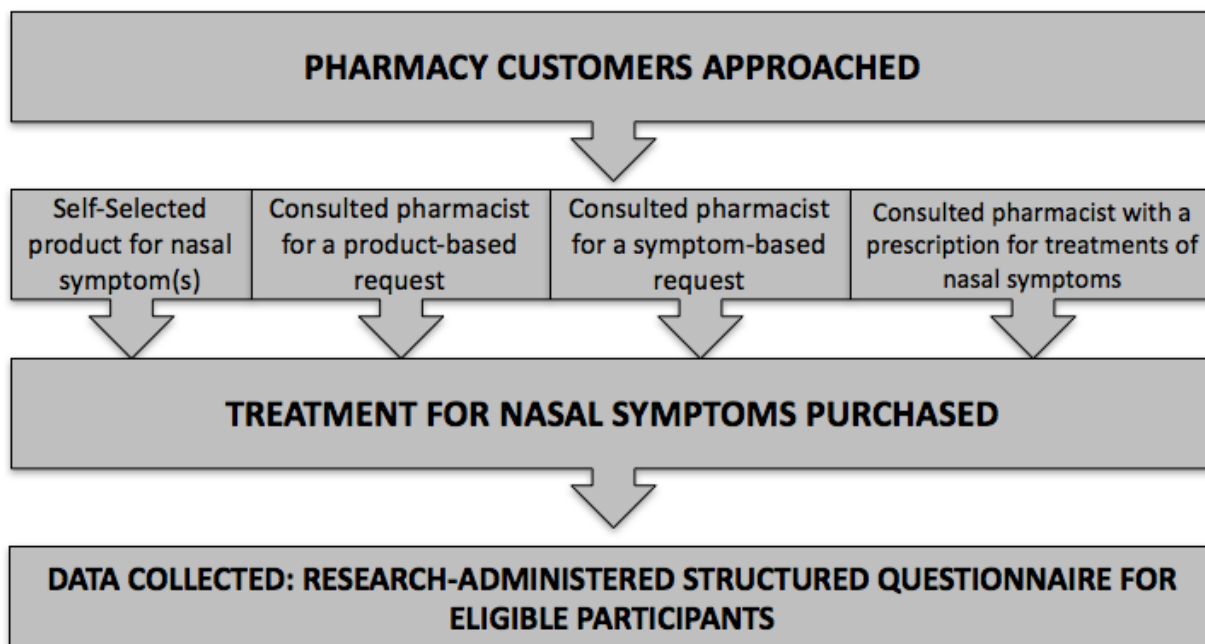 PHARMACY CUSTOMERS APPROACHED
Self-Selected
product for nasal
symptom(s)
Consulted pharmacist
for a product-based
request
Consulted pharmacist
for a symptom-based
request
Consulted pharmacist with a
prescription for treatments of
nasal symptoms
TREATMENT FOR NASAL SYMPTOMS PURCHASED
DATA COLLECTED: RESEARCH-ADMINISTERED STRUCTURED QUESTIONNAIRE FOR
ELIGIBLE PARTICIPANTS